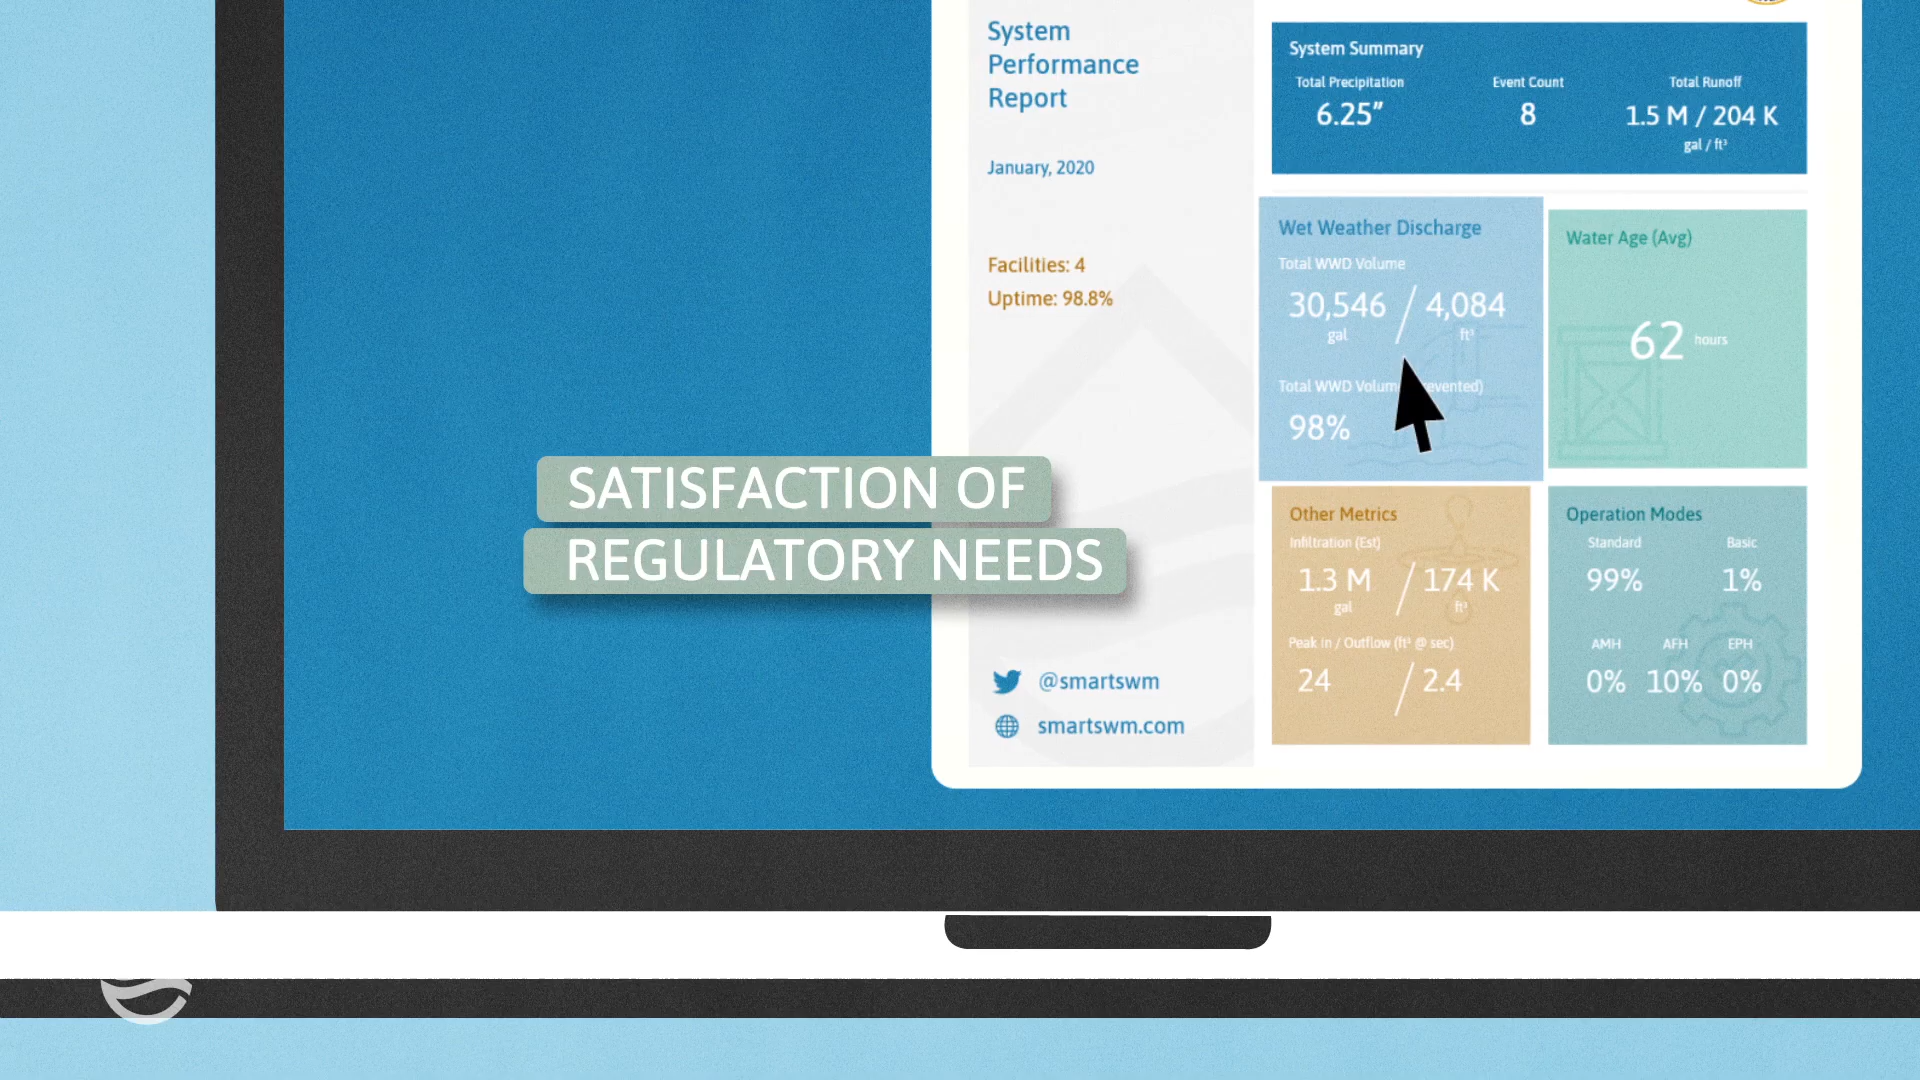 System
Performance
Report
January, 2020
Facilities: 4
Uptime: 98.8%
@smartswm
smartswm.com
System Summary
Total Precipitation
6.25"
Event Count
8
Total Runoff
1.5 M / 204 K
gal / ft³
Wet Weather Discharge
Total WWD Volume
30,546 / 4,084
gal ft³
Total WWD Volume
98%
Water Age (Avg)
62 hours
Other Metrics
Infiltration (Est)
1.3 M / 174 K
gal ft³
Peak in / Outflow (ft³ @ sec)
24 / 2.4
Operation Modes
Standard Basic
99% 1%
AMH AFH EPH
0% 10% 0%
SATISFACTION OF
REGULATORY NEEDS